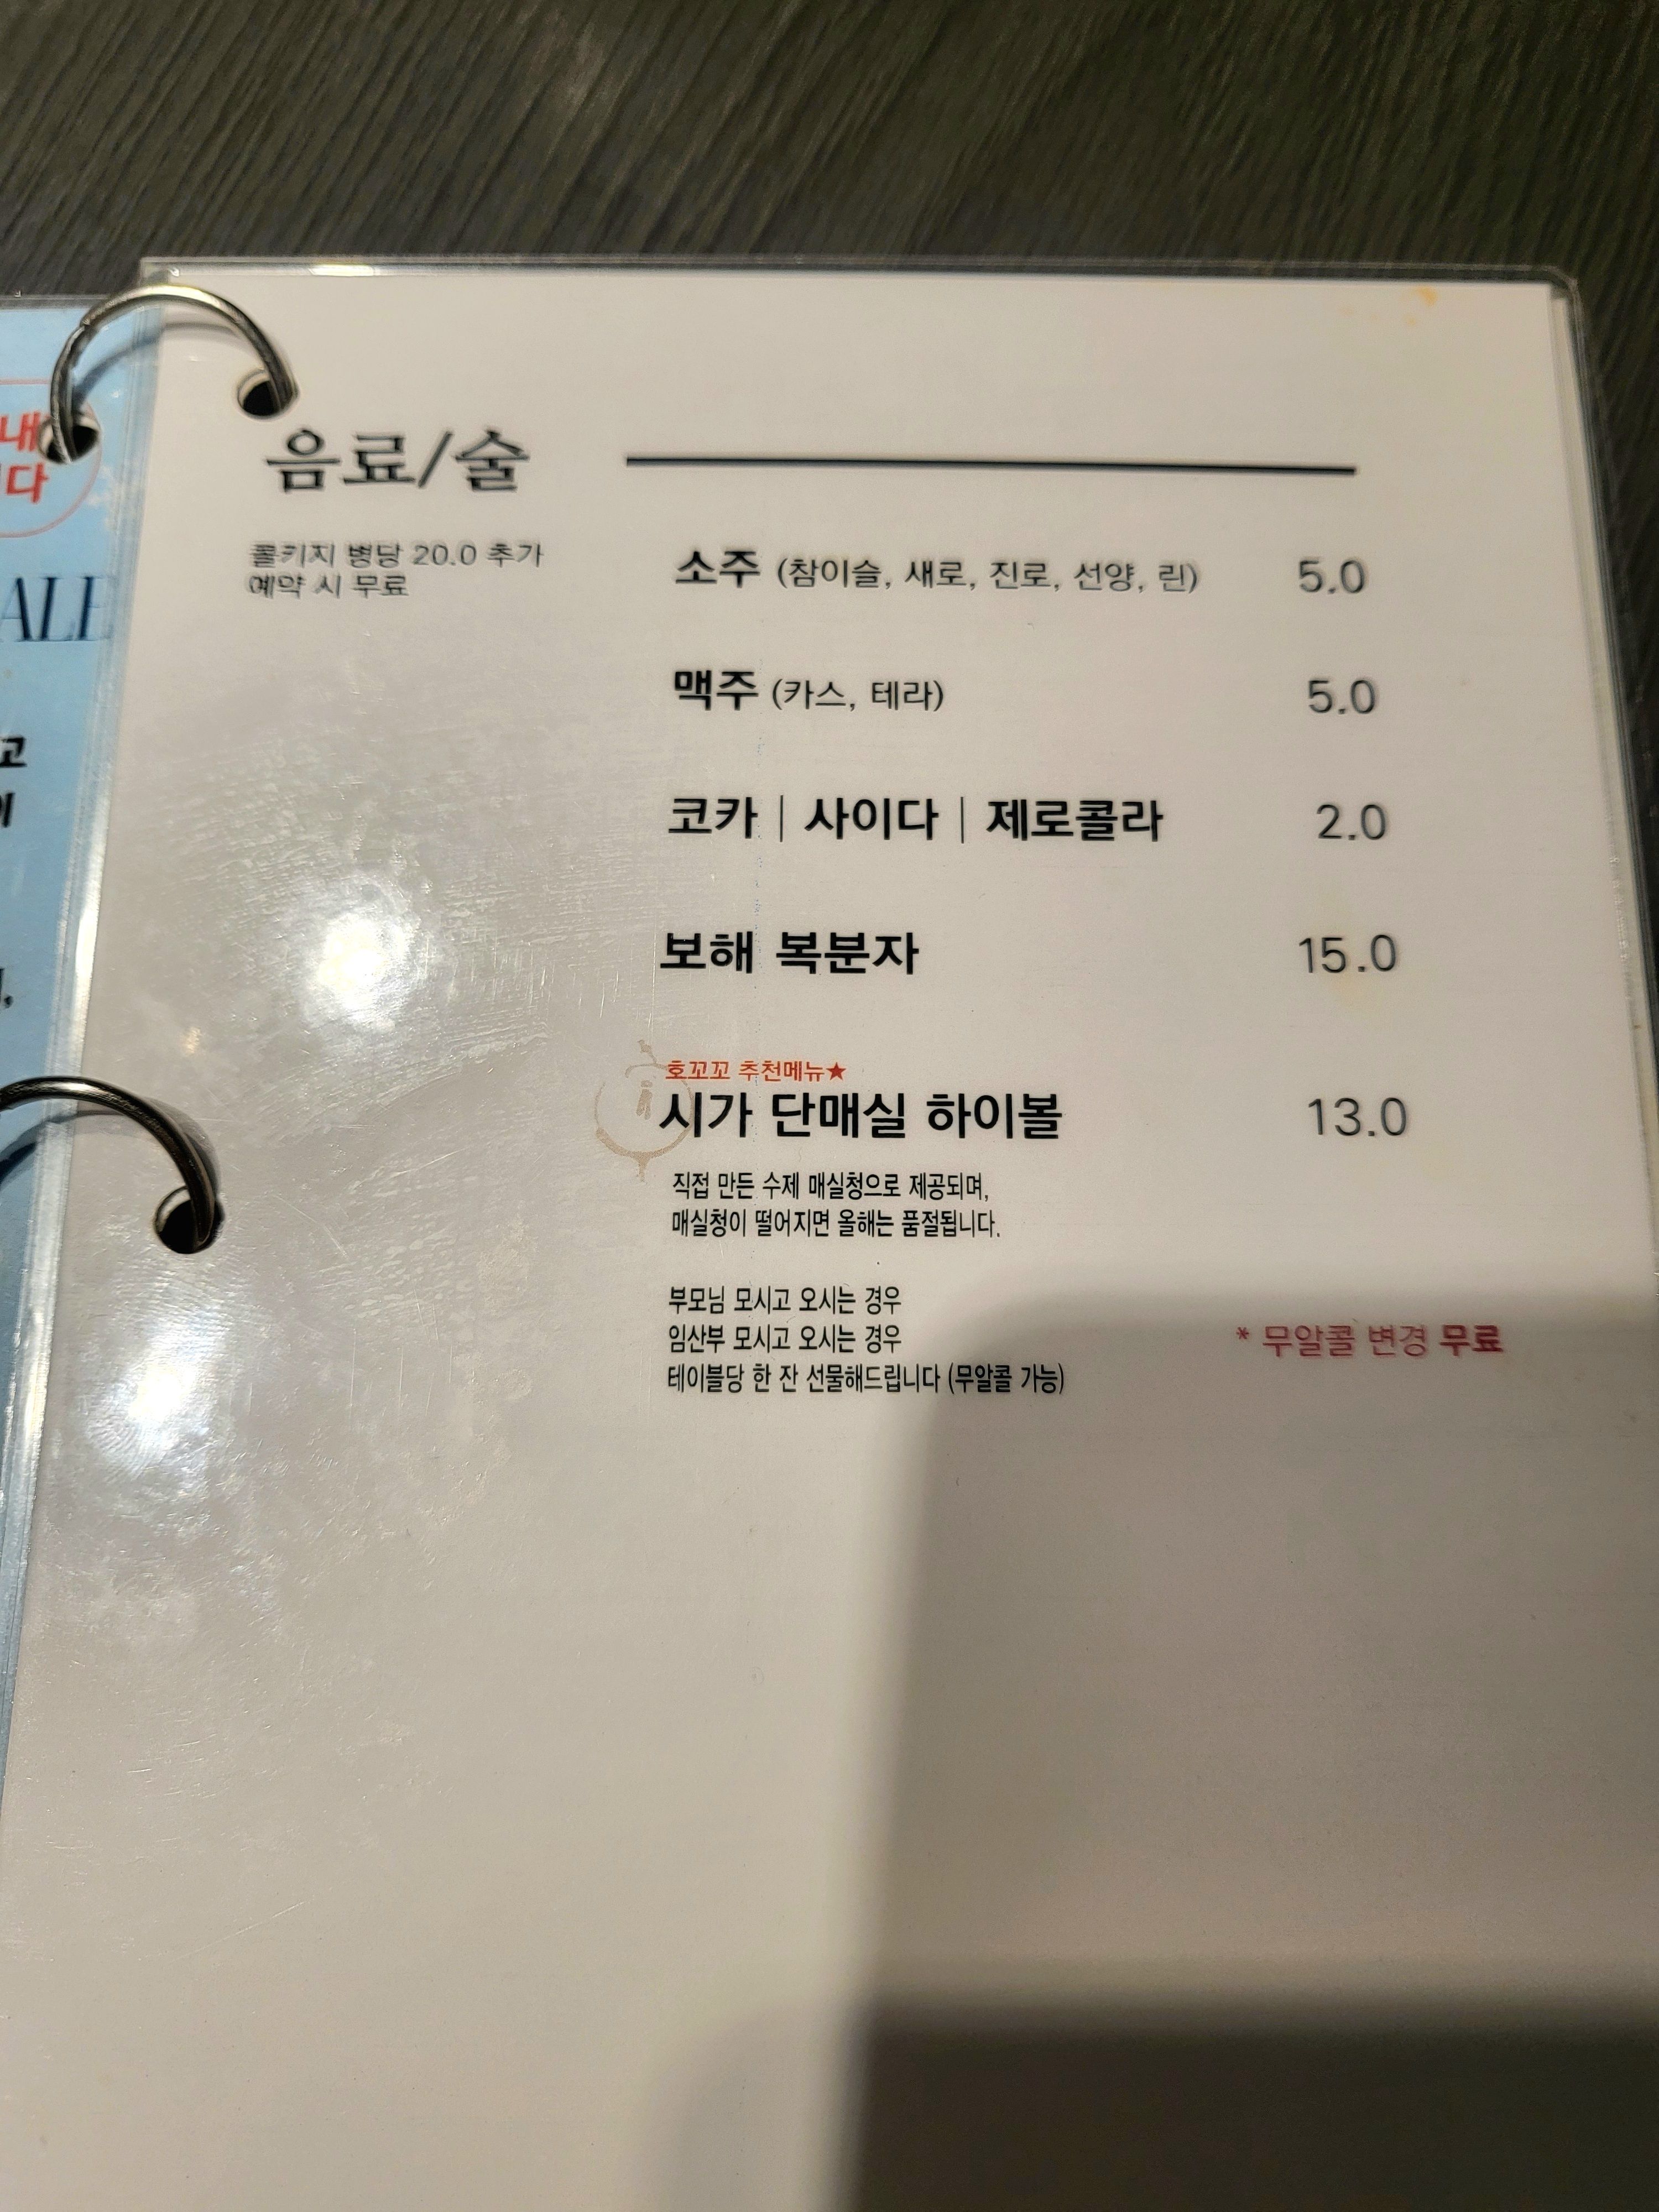 내
다
ALE
고
음료/술
콜키지 병당 20.0 추가
예약 시 무료
소주 (참이슬, 새로, 진로, 선양, 린) 5.0
맥주 (카스, 테라) 5.0
코카 | 사이다 | 제로콜라 2.0
보해 복분자 15.0
호꼬꼬 추천메뉴★
시가 단매실 하이볼 13.0
직접 만든 수제 매실청으로 제공되며,
매실청이 떨어지면 올해는 품절됩니다.
부모님 모시고 오시는 경우
임산부 모시고 오시는 경우
테이블당 한 잔 선물해드립니다 (무알콜 가능)
* 무알콜 변경 무료